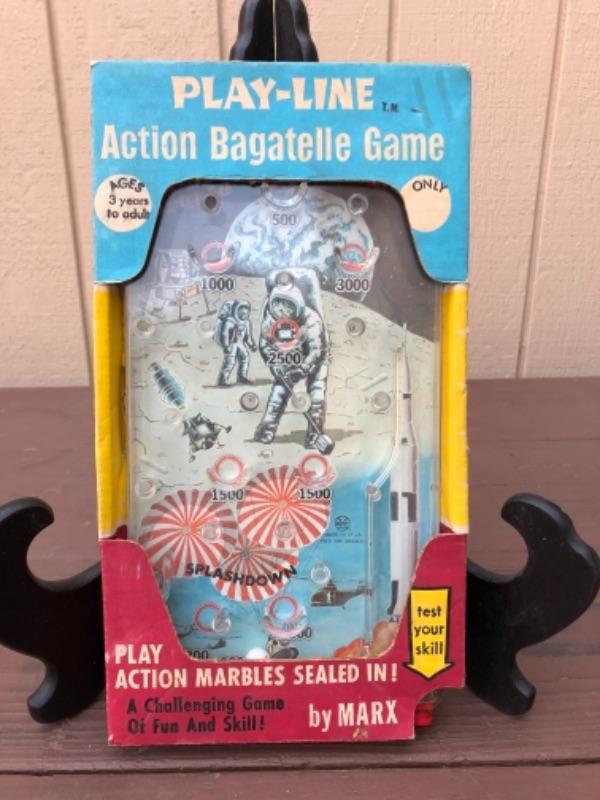 PLAY-LINE T.M.
Action Bagatelle Game
AGES
3 years
to adult
ONLY
500
1000
3000
2500
1500
1500
SPLASHDOWN
test
your
skill
PLAY
ACTION MARBLES SEALED IN!
A Challenging Game
Of Fun And Skill!
by MARX